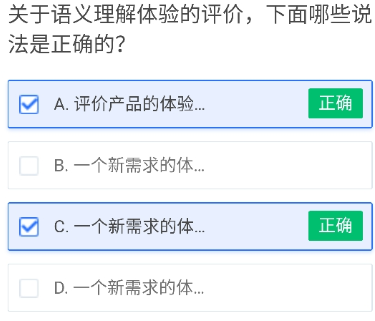 关于语义理解体验的评价，下面哪些说
法是正确的？
A. 评价产品的体验... 正确
B. 一个新需求的体...
C. 一个新需求的体... 正确
D. 一个新需求的体...